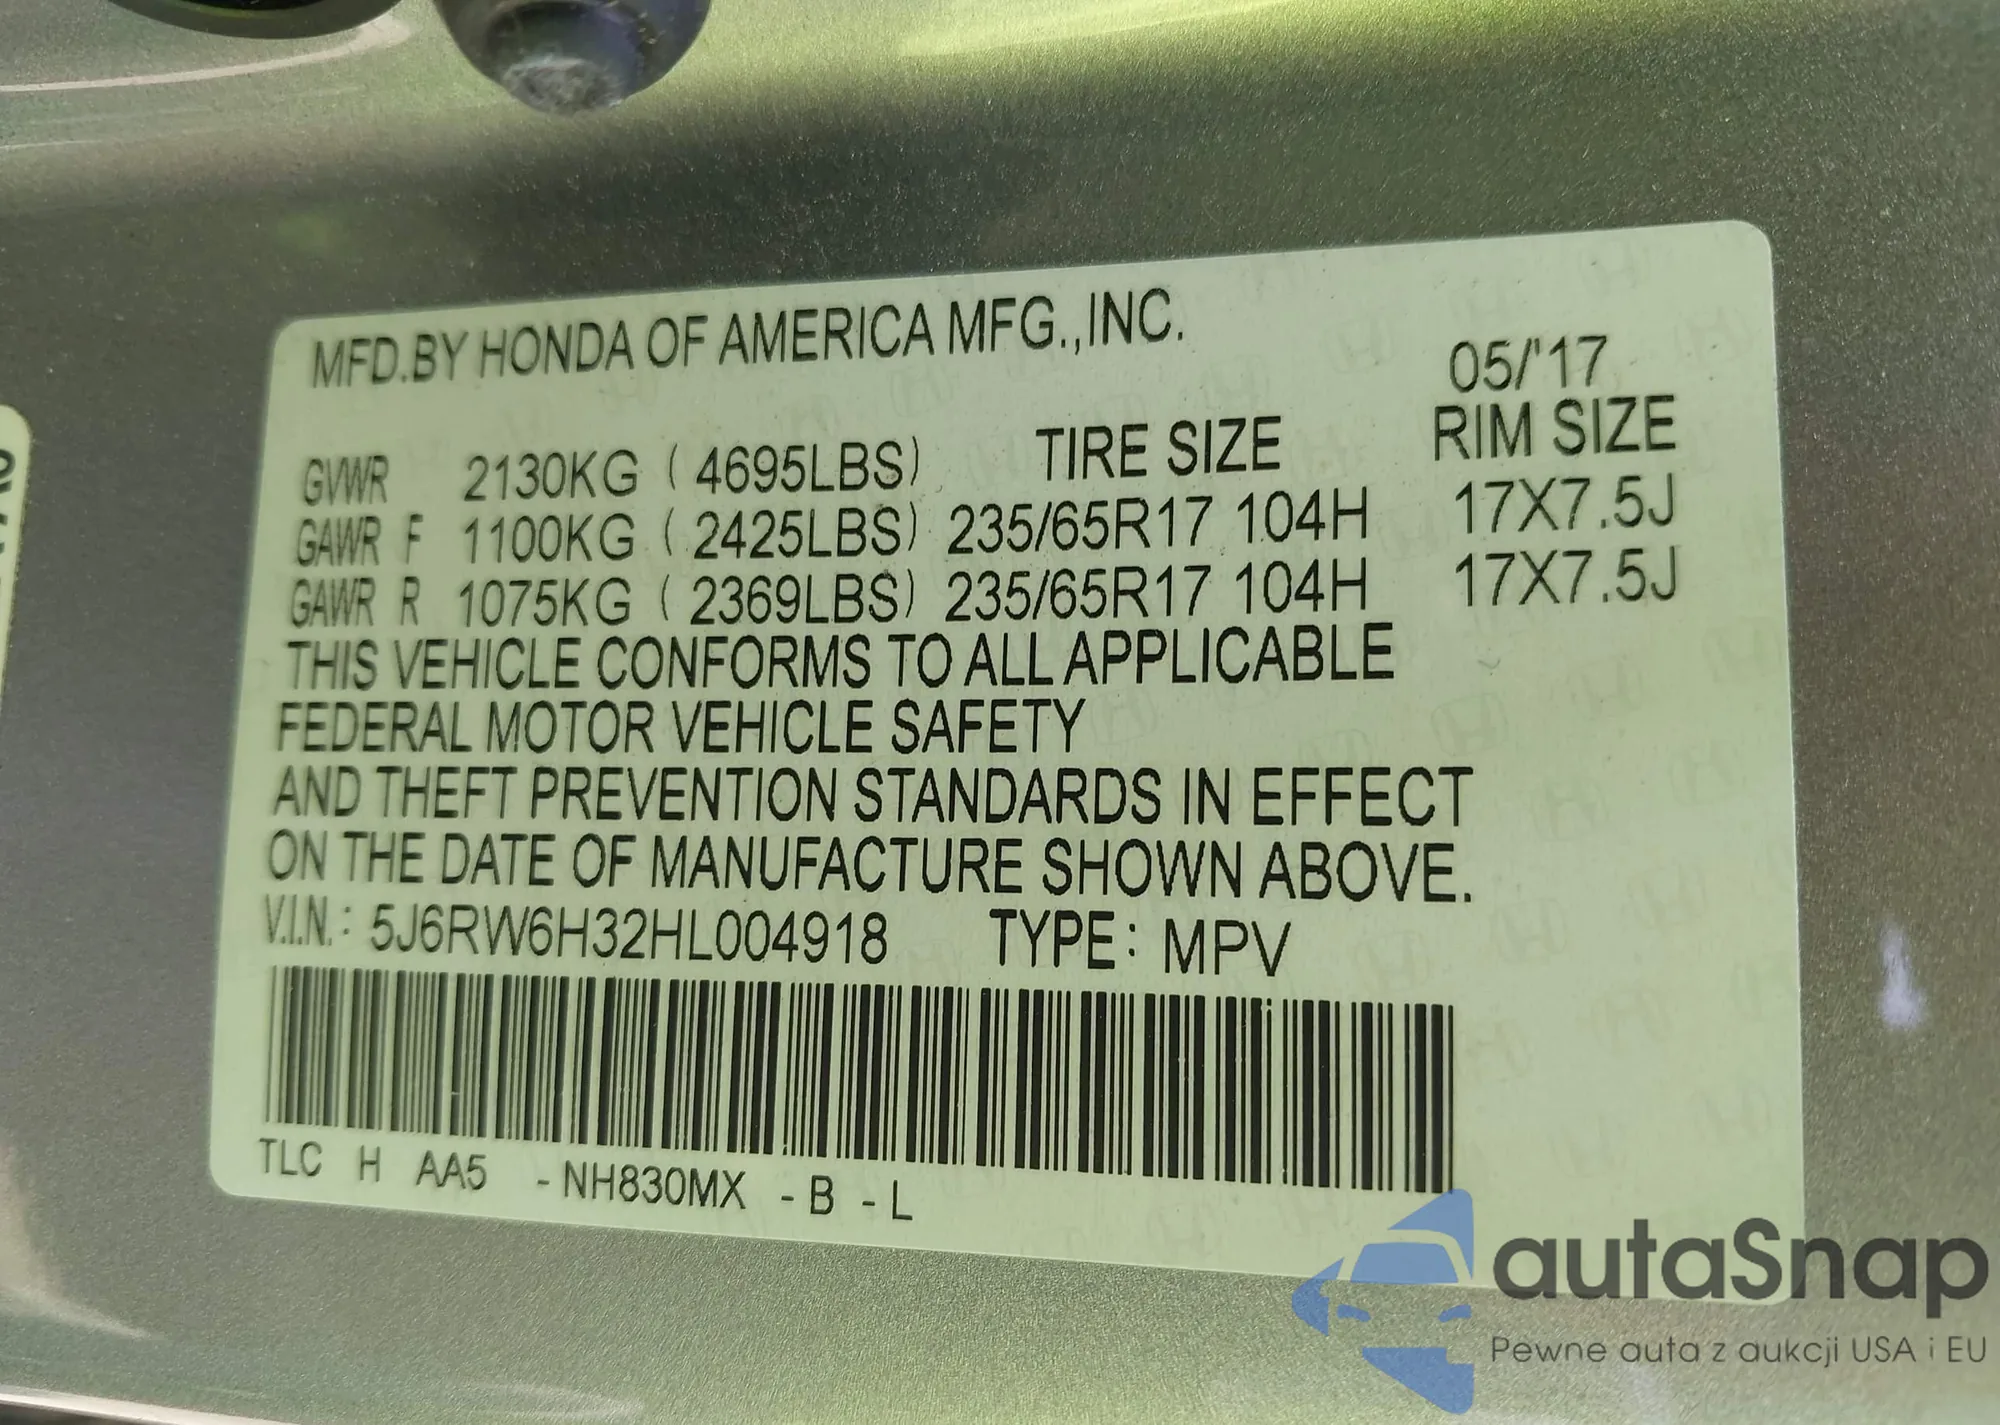 MFD.BY HONDA OF AMERICA MFG.,INC.
05/'17
GVWR 2130KG ( 4695LBS) TIRE SIZE RIM SIZE
GAWR F 1100KG ( 2425LBS) 235/65R17 104H 17X7.5J
GAWR R 1075KG ( 2369LBS) 235/65R17 104H 17X7.5J
THIS VEHICLE CONFORMS TO ALL APPLICABLE
FEDERAL MOTOR VEHICLE SAFETY
AND THEFT PREVENTION STANDARDS IN EFFECT
ON THE DATE OF MANUFACTURE SHOWN ABOVE.
V.I.N.: 5J6RW6H32HL004918 TYPE: MPV
TLC H AA5 -NH830MX -B -L
autaSnap
Pewne auta z aukcji USA i EU